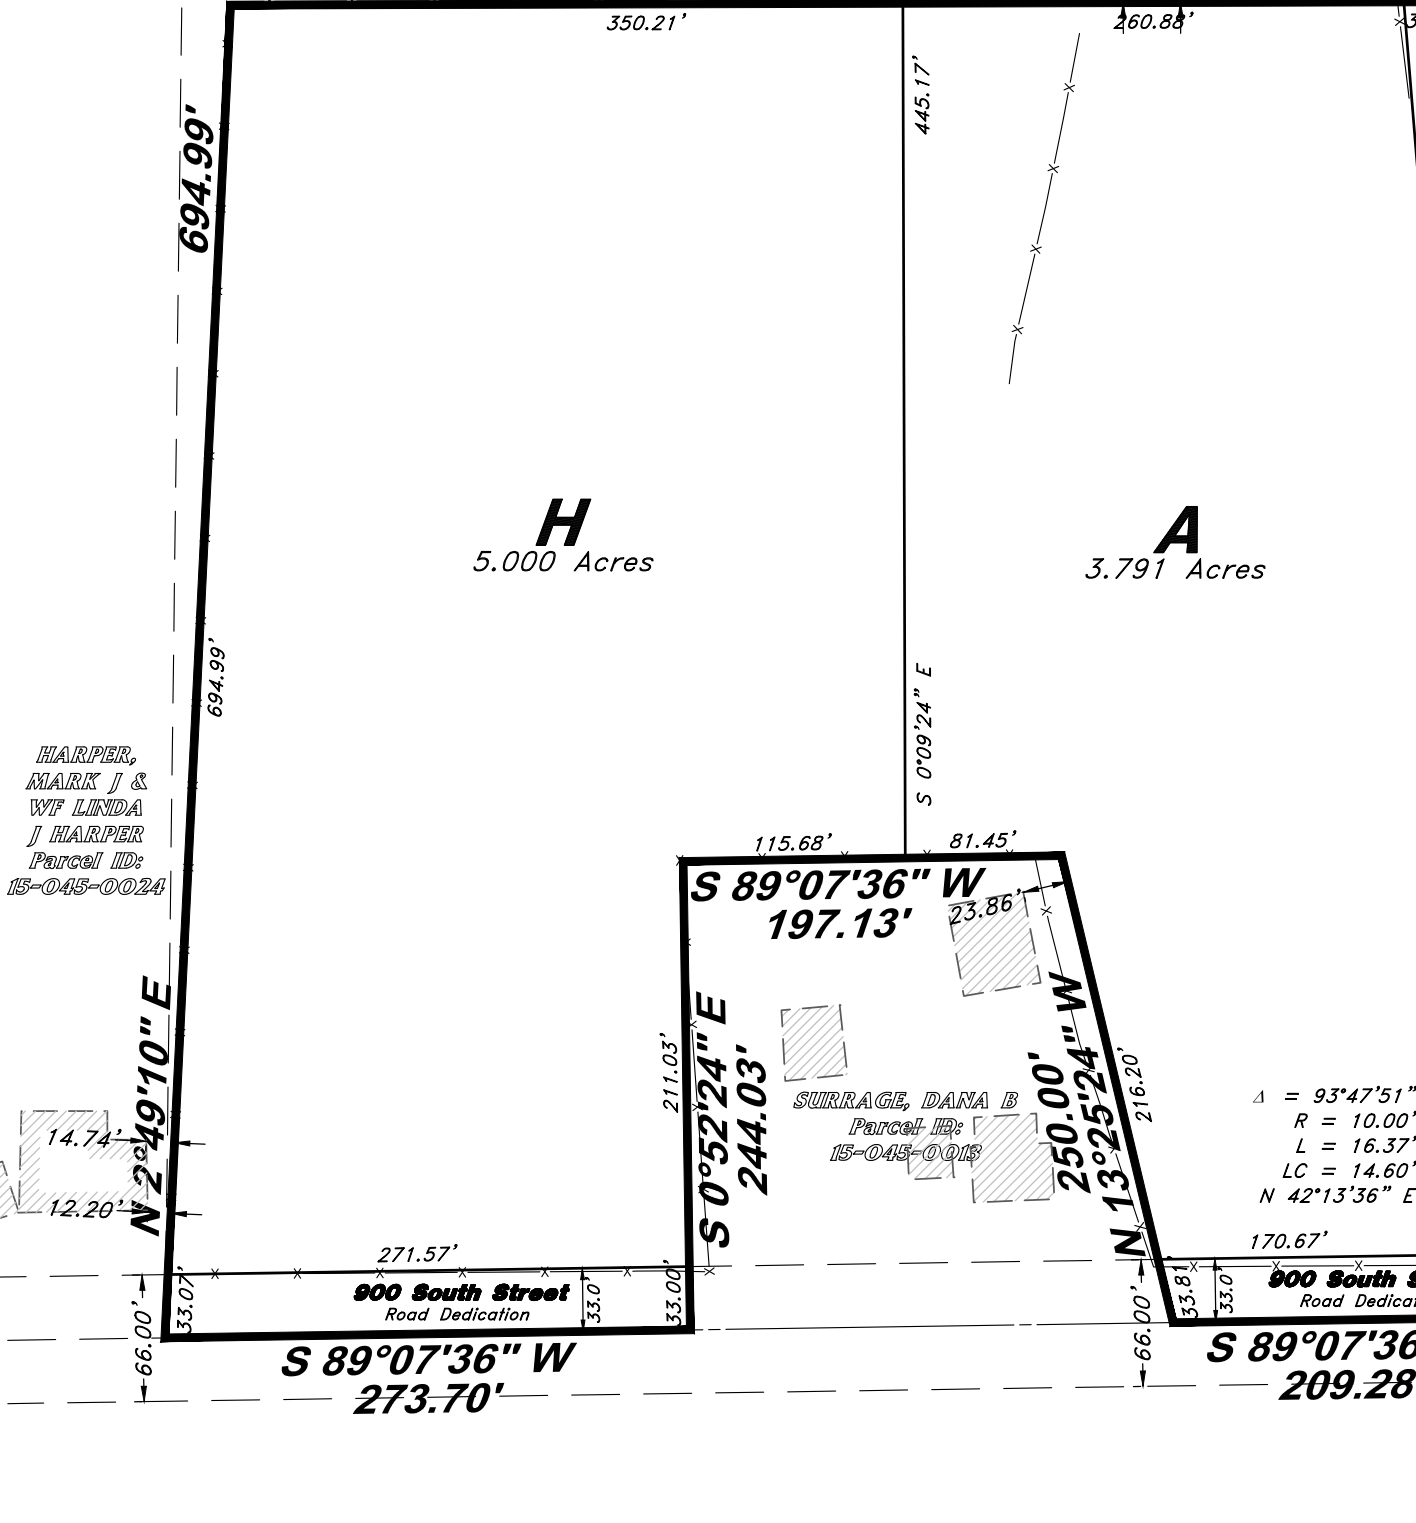 350.21'
260.88'
3
445.17'
694.99'
H
5.000 Acres
A
3.791 Acres
694.99'
S 0°09'24" E
HARPER,
MARK J &
WF LINDA
J HARPER
Parcel ID:
15-045-0024
115.68'
81.45'
S 89°07'36" W
197.13'
23.86'
N 2°49'10" E
211.03'
S 0°52'24" E
244.03'
SURRAGE, DANA B
Parcel ID:
15-045-0013
250.00'
N 13°25'24" W
216.20'
Δ = 93°47'51"
R = 10.00'
L = 16.37'
LC = 14.60'
N 42°13'36" E
14.74'
12.20'
271.57'
170.67'
33.07'
900 South Street
Road Dedication
33.0'
33.00'
66.00'
66.00'
33.81'
33.0'
900 South S
Road Dedicat
S 89°07'36" W
273.70'
S 89°07'36
209.28'